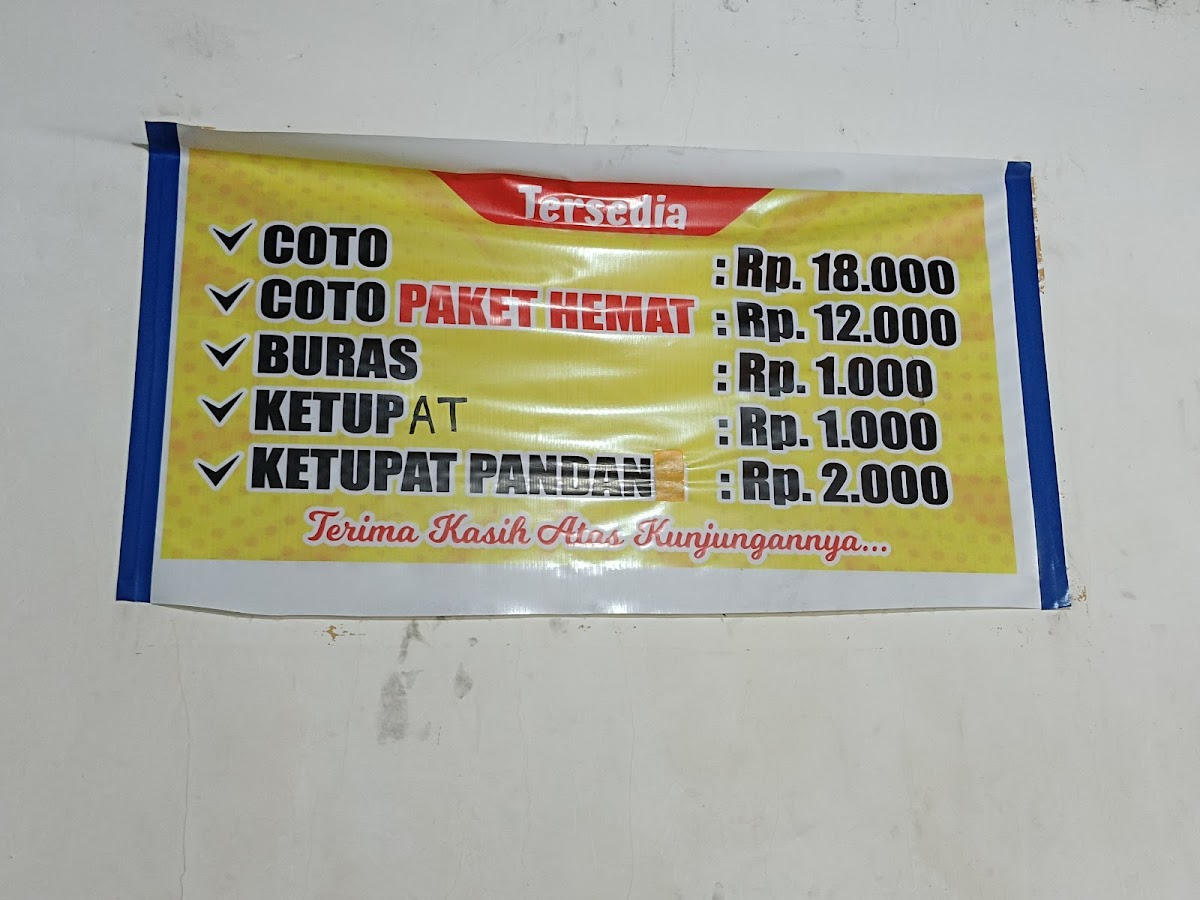 Tersedia
COTO : Rp. 18.000
COTO PAKET HEMAT : Rp. 12.000
BURAS : Rp. 1.000
KETUPAT : Rp. 1.000
KETUPAT PANDAN : Rp. 2.000
Terima Kasih Atas Kunjungannya...